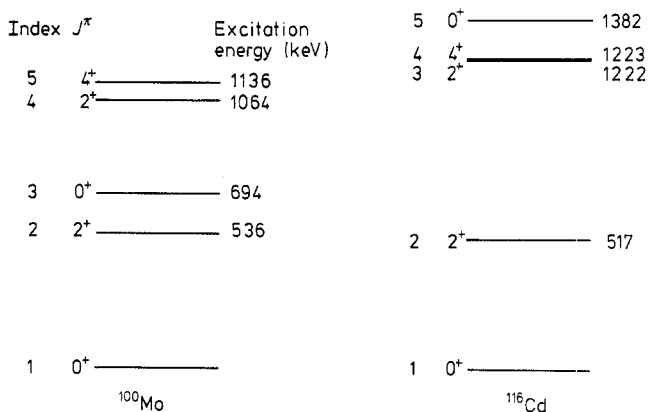 Index J^π Excitation
energy (keV)
5 4⁺ 1136
4 2⁺ 1064
3 0⁺ 694
2 2⁺ 536
1 0⁺
¹⁰⁰Mo
5 0⁺ 1382
4 4⁺ 1223
3 2⁺ 1222
2 2⁺ 517
1 0⁺
¹¹⁶Cd